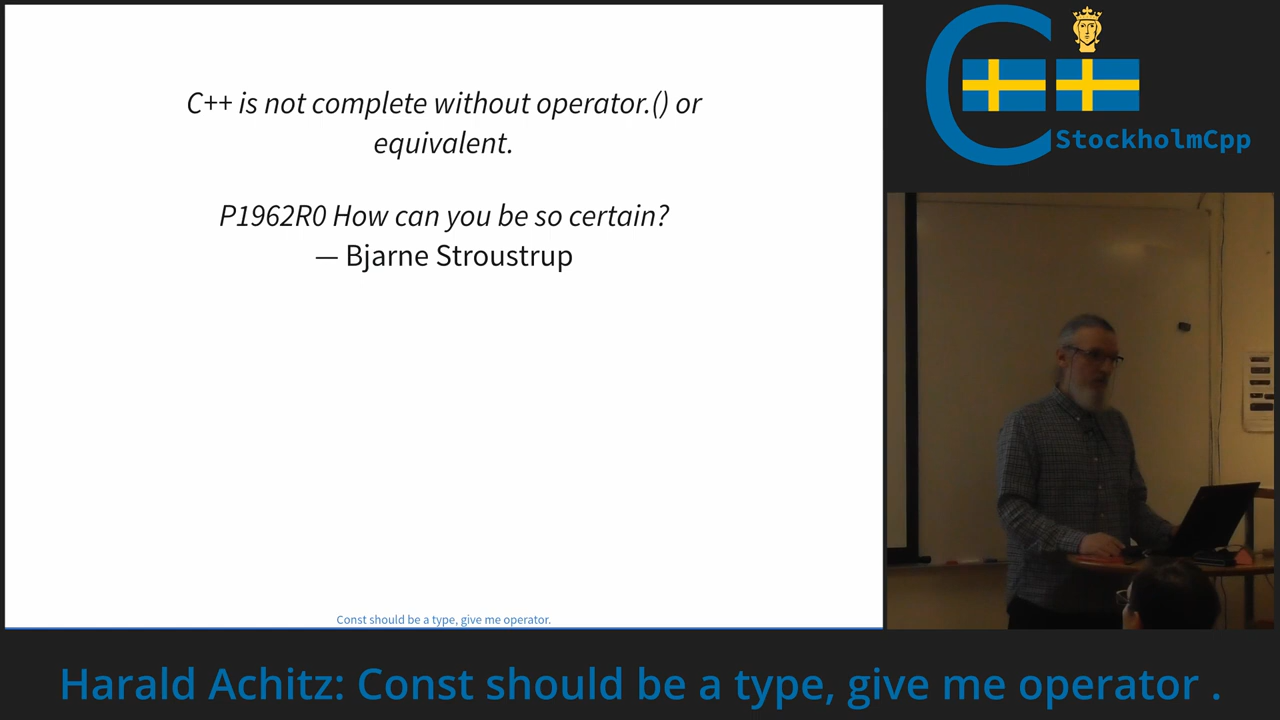 C++ is not complete without operator.() or
equivalent.
P1962R0 How can you be so certain?
— Bjarne Stroustrup
Const should be a type, give me operator.
C
StockholmCpp
Harald Achitz: Const should be a type, give me operator .